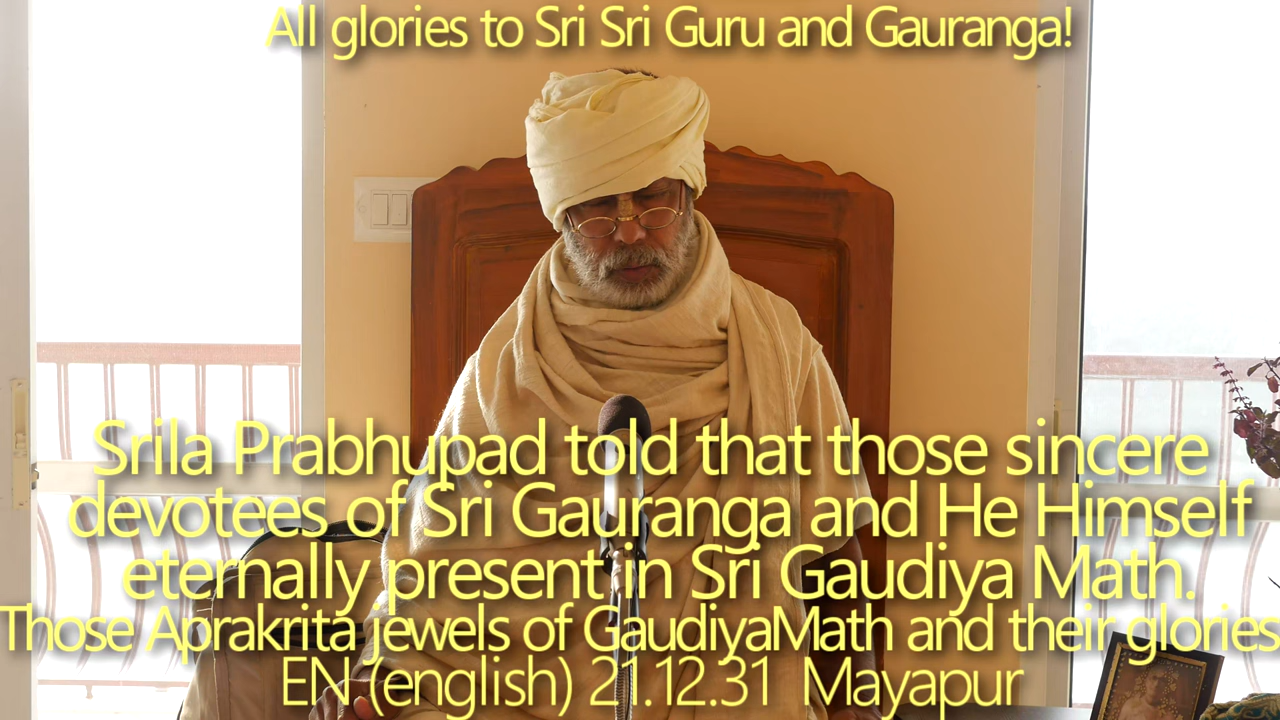 All glories to Sri Sri Guru and Gauranga!
Srila Prabhupad told that those sincere
devotees of Sri Gauranga and He Himself
eternally present in Sri Gaudiya Math.
Those Aprakrita jewels of GaudiyaMath and their glories
EN (english) 21.12.31 Mayapur